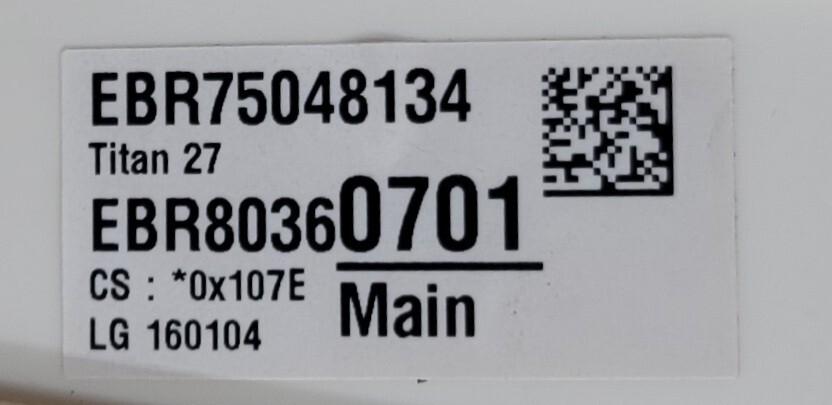 EBR75048134
Titan 27
EBR80360701
CS : *0x107E
Main
LG 160104